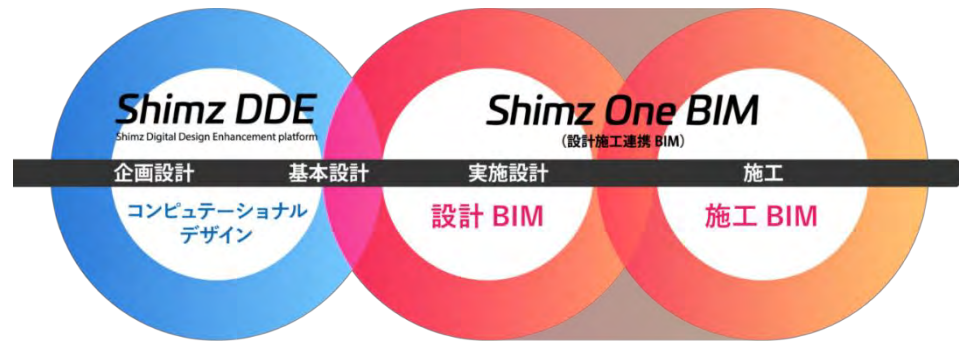 Shimz DDE
Shimz Digital Design Enhancement platform
Shimz One BIM
(設計施工連携 BIM)
企画設計 基本設計 実施設計 施工
コンピュテーショナル
デザイン
設計 BIM
施工 BIM